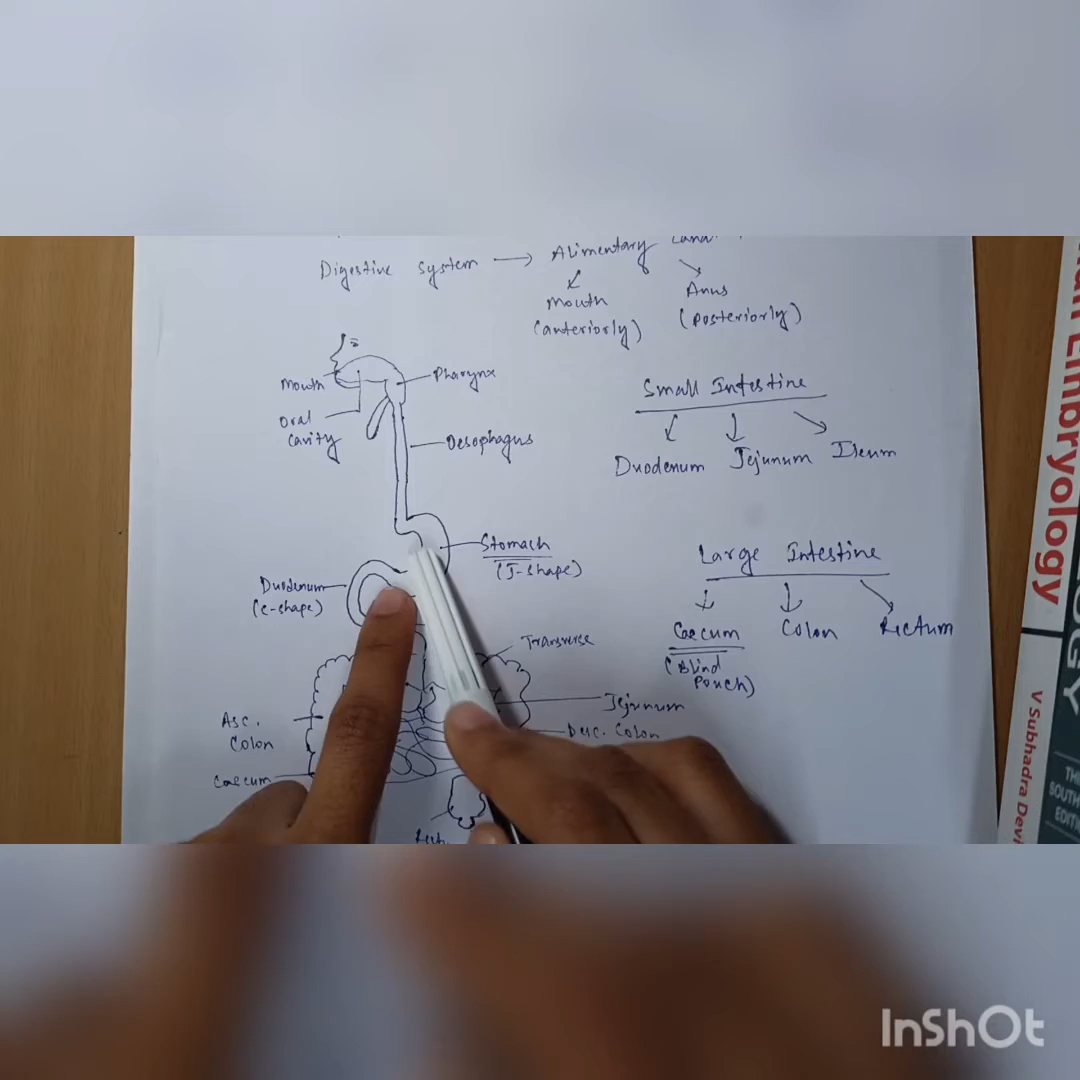 Digestive System → Alimentary Canal
Mouth
(anteriorly)
Anus
(posteriorly)
Mouth
Pharynx
Oral
cavity
Oesophagus
Small Intestine
Duodenum Jejunum Ileum
Stomach
(J-shape)
Duodenum
(C-shape)
Large Intestine
Caecum Colon Rectum
(Blind
Pouch)
Transverse
Jejunum
Asc.
Colon
Desc. Colon
Caecum
Embryology
V Subhadra Devi
EDITI
InShOt